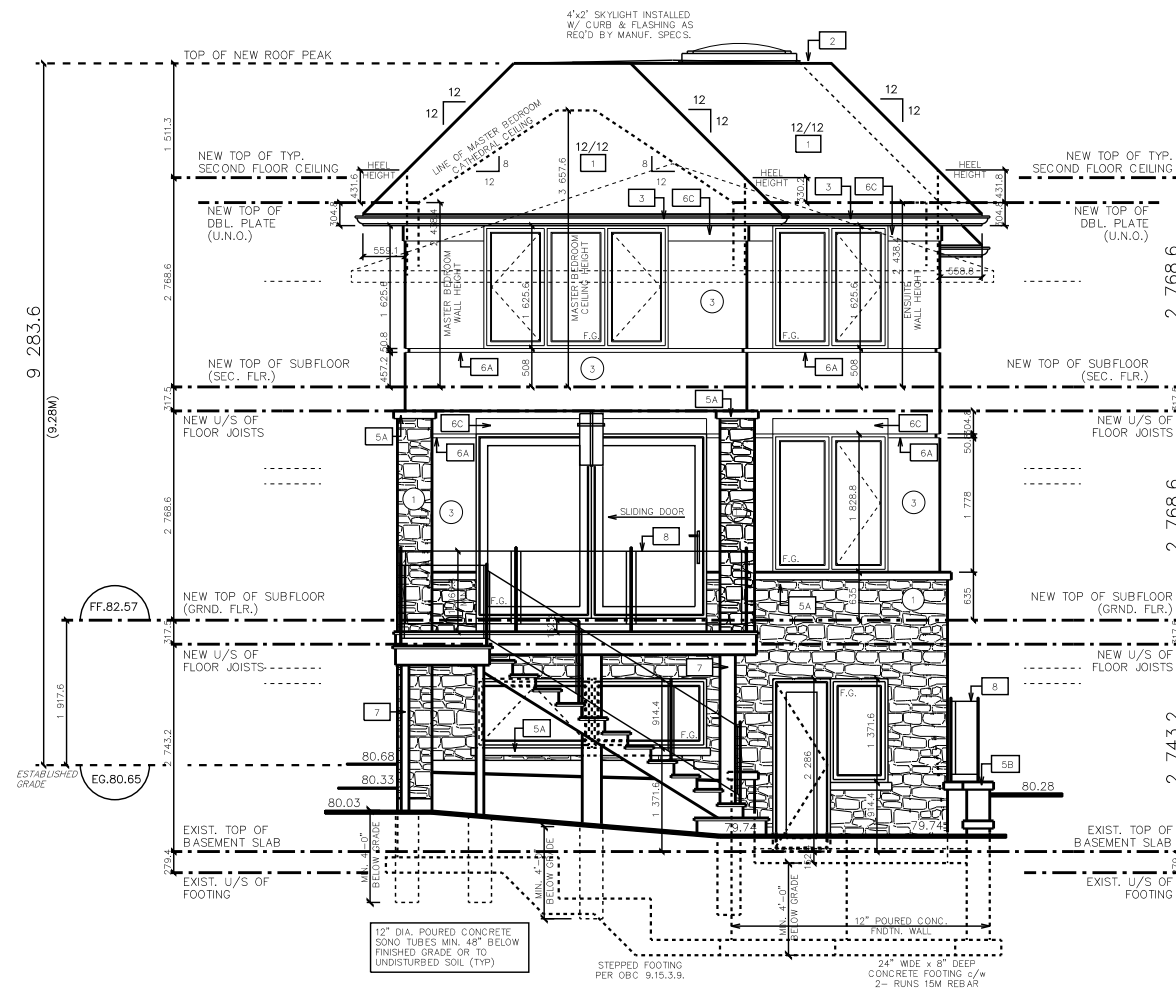 4'x2' SKYLIGHT INSTALLED
W/ CURB & FLASHING AS
REQ'D BY MANUF. SPECS.
2
TOP OF NEW ROOF PEAK
1 511.3
12
12
12
12
12
12
12/12
1
12/12
1
LINE OF MASTER BEDROOM
CATHEDRAL CEILING
8
12
8
12
3 657.6
NEW TOP OF TYP.
SECOND FLOOR CEILING
HEEL
HEIGHT
431.6
HEEL
HEIGHT
330.2
HEEL
HEIGHT
431.8
NEW TOP OF TYP.
SECOND FLOOR CEILING
3
6C
3
6C
NEW TOP OF
DBL. PLATE
(U.N.O.)
304.8
304.8
NEW TOP OF
DBL. PLATE
(U.N.O.)
559.1
558.8
2 768.6
2 768.6
1 625.6
MASTER BEDROOM
WALL HEIGHT
1 625.6
MASTER BEDROOM
CEILING HEIGHT
F.G.
3
F.G.
1 625.6
2 438.4
ENSUITE
WALL HEIGHT
9 283.6
(9.28M)
50.8
457.2
6A
508
3
6A
508
NEW TOP OF SUBFLOOR
(SEC. FLR.)
NEW TOP OF SUBFLOOR
(SEC. FLR.)
317.5
5A
NEW U/S OF
FLOOR JOISTS
5A
6C
6A
6C
6A
304.8
NEW U/S OF
FLOOR JOISTS
2 768.6
2 768.6
1
3
SLIDING DOOR
8
1 828.8
3
1 778
F.G.
F.G.
FF.82.57
NEW TOP OF SUBFLOOR
(GRND. FLR.)
5A
635
1
635
NEW TOP OF SUBFLOOR
(GRND. FLR.)
317.5
NEW U/S OF
FLOOR JOISTS
NEW U/S OF
FLOOR JOISTS
1 917.6
2 743.2
2 743.2
7
7
8
5A
914.4
F.G.
F.G.
1 371.6
2 286
5B
ESTABLISHED
GRADE
EG.80.65
80.68
80.33
80.03
80.28
1 371.6
914.4
79.74
79.74
EXIST. TOP OF
BASEMENT SLAB
EXIST. TOP OF
BASEMENT SLAB
279.4
EXIST. U/S OF
FOOTING
EXIST. U/S OF
FOOTING
MIN. 4'-0"
BELOW GRADE
MIN. 4'-0"
BELOW GRADE
MIN. 4'-0"
BELOW GRADE
12" POURED CONC.
FNDTN. WALL
12" DIA. POURED CONCRETE
SONO TUBES MIN. 48" BELOW
FINISHED GRADE OR TO
UNDISTURBED SOIL (TYP)
STEPPED FOOTING
PER OBC 9.15.3.9.
24" WIDE x 8" DEEP
CONCRETE FOOTING c/w
2- RUNS 15M REBAR